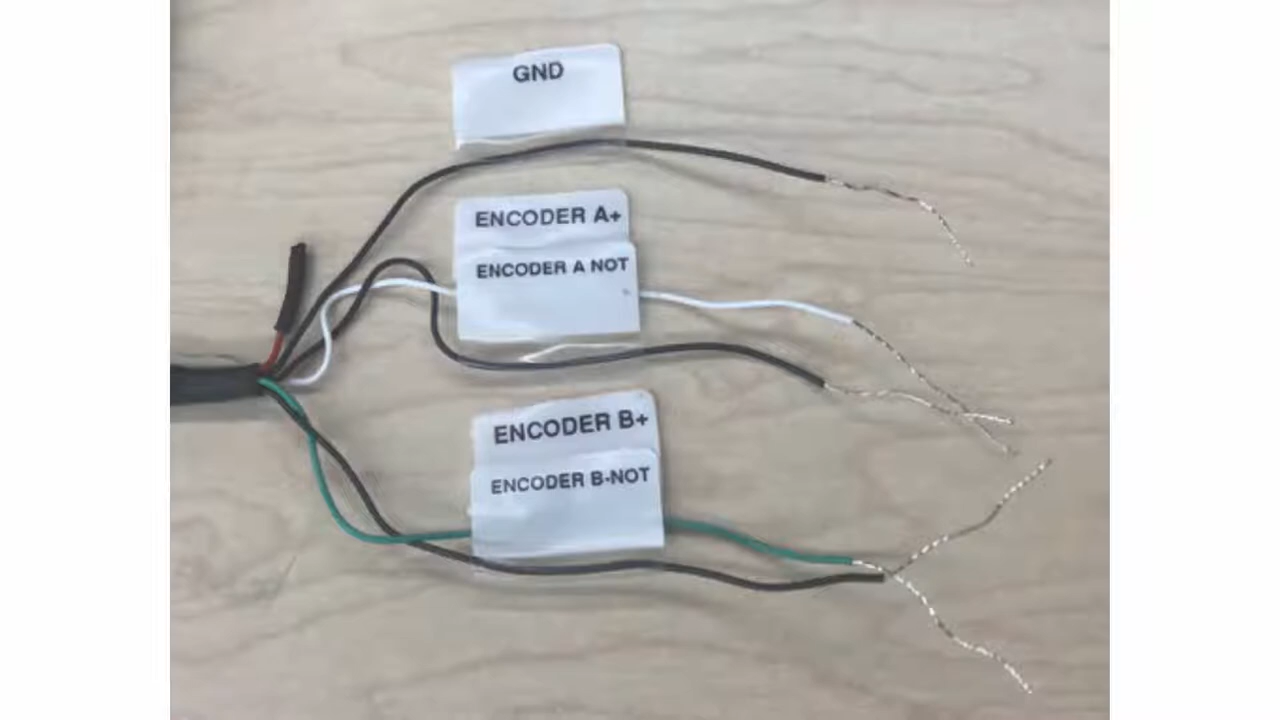 GND
ENCODER A+
ENCODER A NOT
ENCODER B+
ENCODER B-NOT